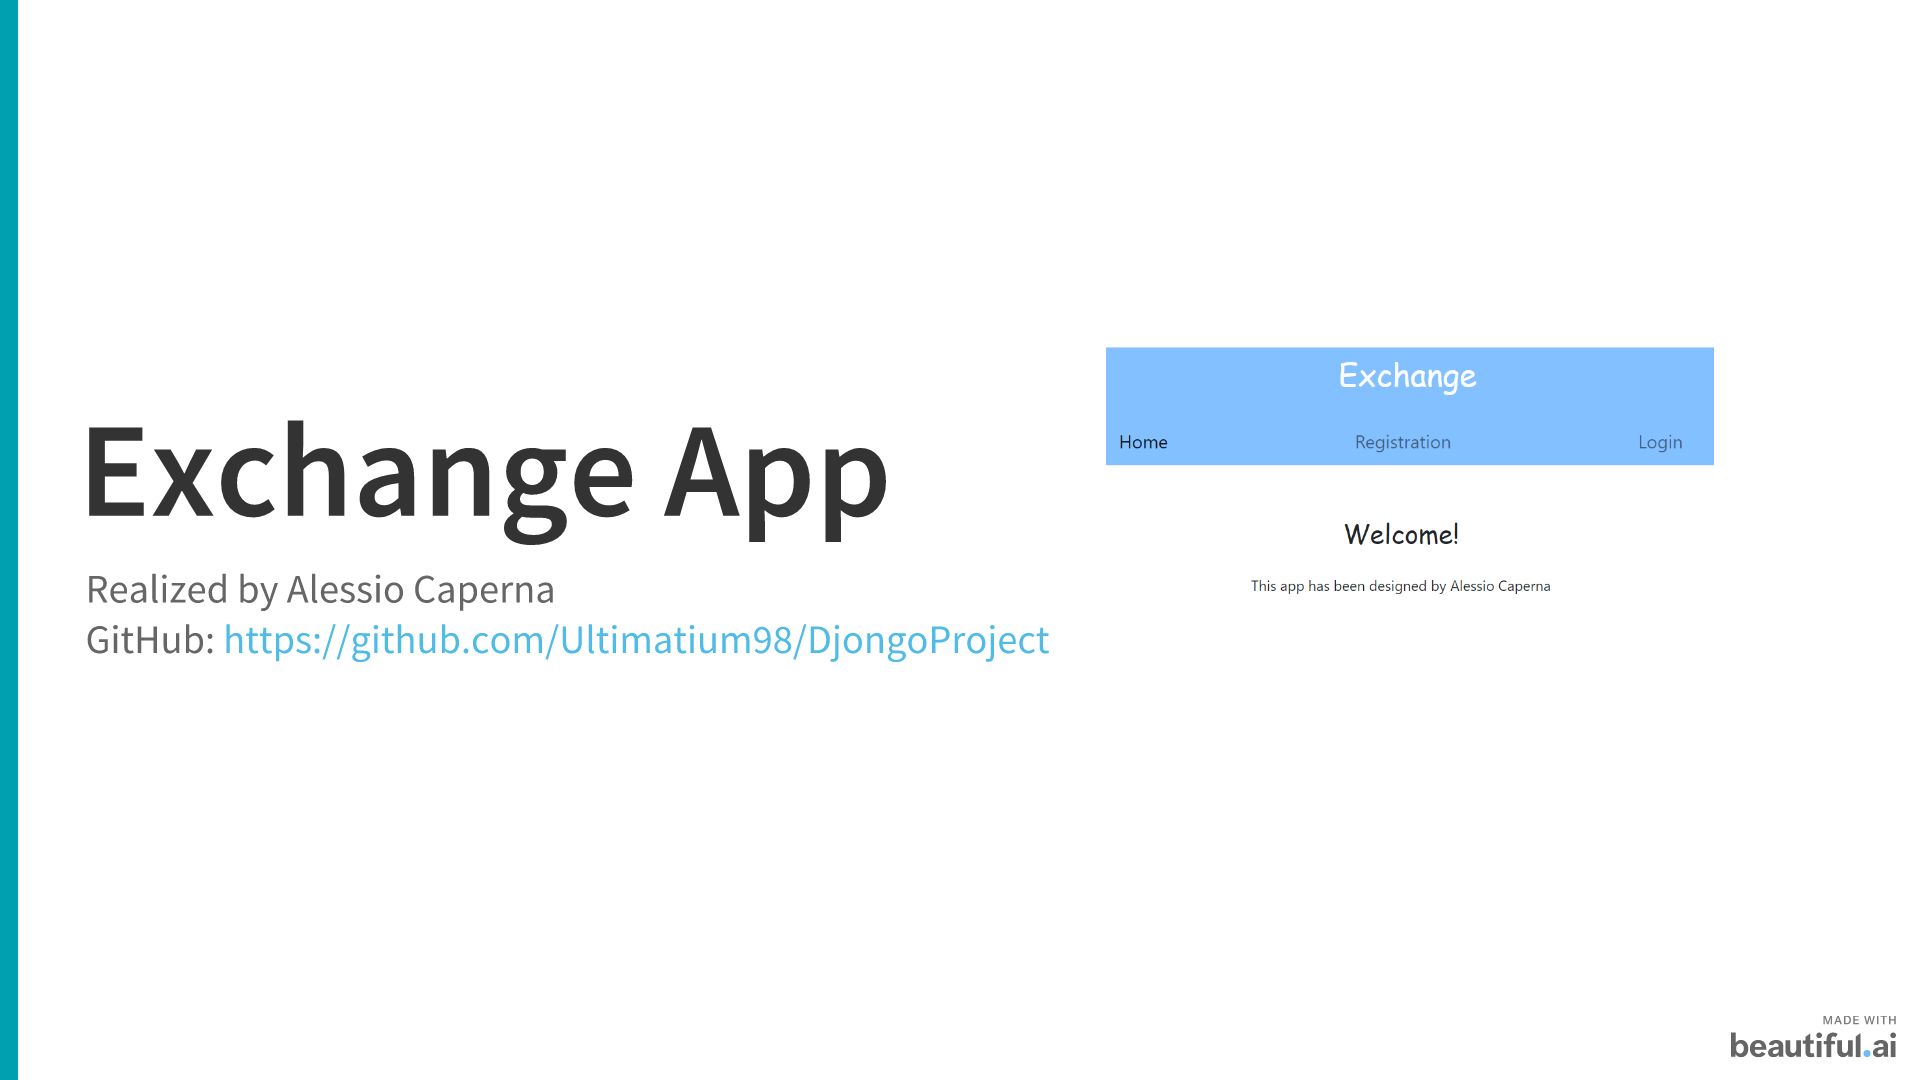 Exchange App
Realized by Alessio Caperna
GitHub: https://github.com/Ultimatium98/DjongoProject
Exchange
Home Registration Login
Welcome!
This app has been designed by Alessio Caperna
MADE WITH
beautiful.ai